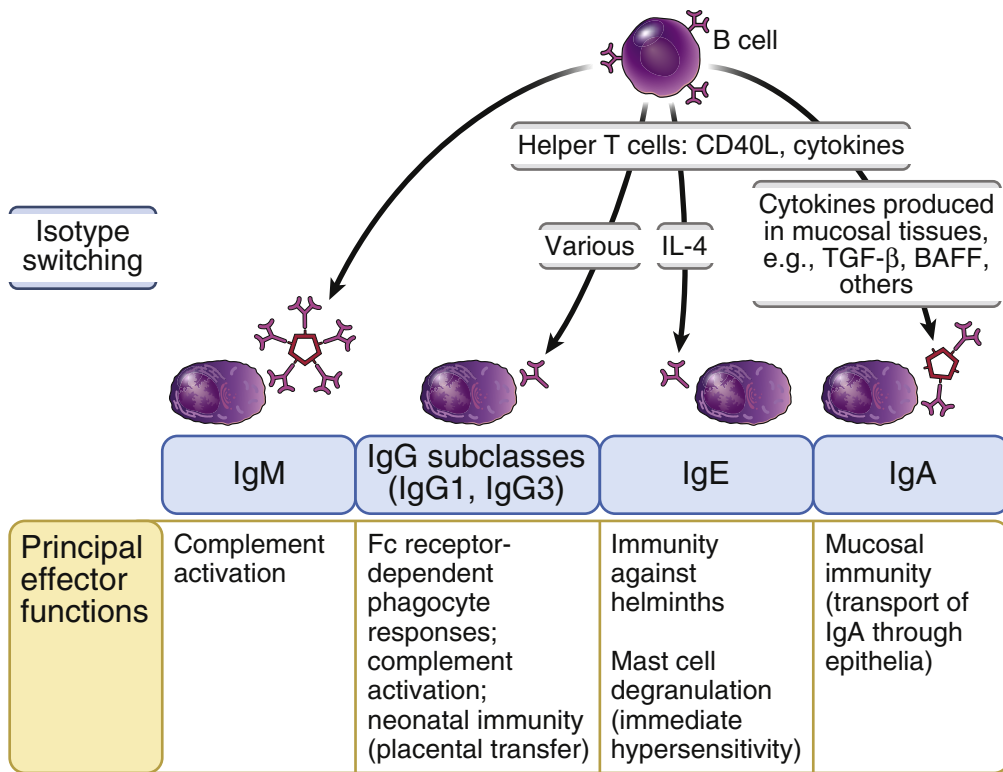 B cell
Helper T cells: CD40L, cytokines
Isotype
switching
Various
IL-4
Cytokines produced
in mucosal tissues,
e.g., TGF-β, BAFF,
others
IgM
IgG subclasses
(IgG1, IgG3)
IgE
IgA
Principal
effector
functions
Complement
activation
Fc receptor-
dependent
phagocyte
responses;
complement
activation;
neonatal immunity
(placental transfer)
Immunity
against
helminths
Mast cell
degranulation
(immediate
hypersensitivity)
Mucosal
immunity
(transport of
IgA through
epithelia)